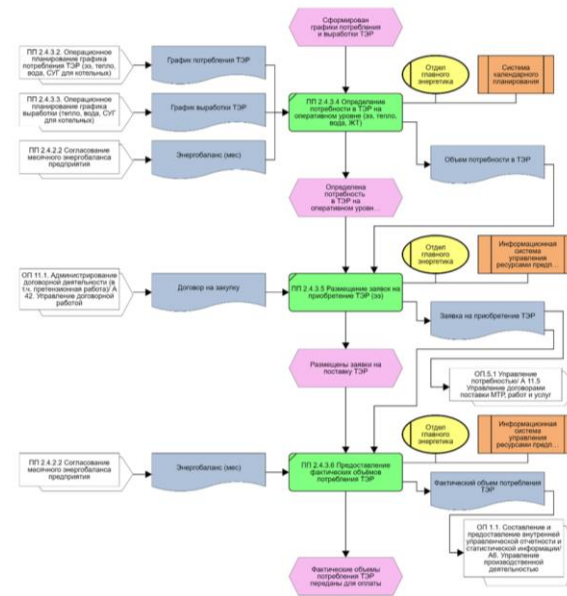 Сформирован
графики потребления
и выработки ТЭР
ПП 2.4.3.2. Операционное
планирование графика
потребления ТЭР (ээ, тепло,
вода, СУГ для котельных)
График потребления
ТЭР
Отдел
главного
энергетика
Система
календарного
планирования
ПП 2.4.3.3. Операционное
планирование графика
выработки (тепло, вода, СУГ
для котельных)
График выработки ТЭР
ПП 2.4.3.4 Определение
потребности в ТЭР на
оперативном уровне (ээ, тепло,
вода, ЖТ)
ПП 2.4.2.2 Согласование
месячного энергобаланса
предприятия
Энергобаланс (мес)
Объем потребности в ТЭР
Определена
потребность
в ТЭР на
оперативном уровн...
Отдел
главного
энергетика
Информационная
система
управления
ресурсами предп...
ОП 11.1. Администрирование
договорной деятельности (в
т.ч. претензионная работа)/ А
42. Управление договорной
работой
Договор на закупку
ПП 2.4.3.5 Размещение заявок на
приобретение ТЭР (ээ)
Заявка на приобретение ТЭР
Размещены заявки на
поставку ТЭР
ОП.5.1 Управление
потребностью/ А 11.5
Управление договорами
поставки МТР, работ и услуг
Отдел
главного
энергетика
Информационная
система
управления
ресурсами предп...
ПП 2.4.2.2 Согласование
месячного энергобаланса
предприятия
Энергобаланс (мес)
ПП 2.4.3.6 Предоставление
фактических объёмов
потребления ТЭР
Фактический объем потребления
ТЭР
ОП 1.1. Составление и
предоставление внутренней
управленческой отчётности и
статистической информации/
А6. Управление
производственной
деятельностью
Фактические объемы
потребления ТЭР
переданы для оплаты